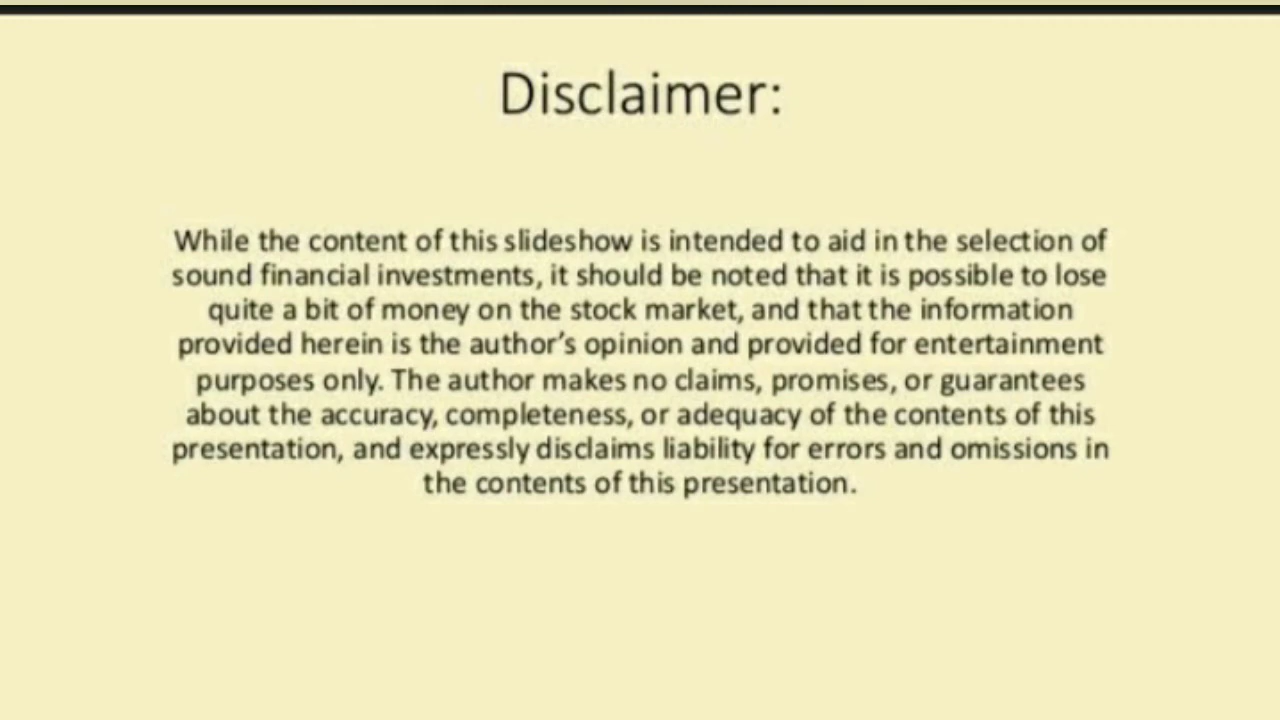 Disclaimer:
While the content of this slideshow is intended to aid in the selection of
sound financial investments, it should be noted that it is possible to lose
quite a bit of money on the stock market, and that the information
provided herein is the author’s opinion and provided for entertainment
purposes only. The author makes no claims, promises, or guarantees
about the accuracy, completeness, or adequacy of the contents of this
presentation, and expressly disclaims liability for errors and omissions in
the contents of this presentation.